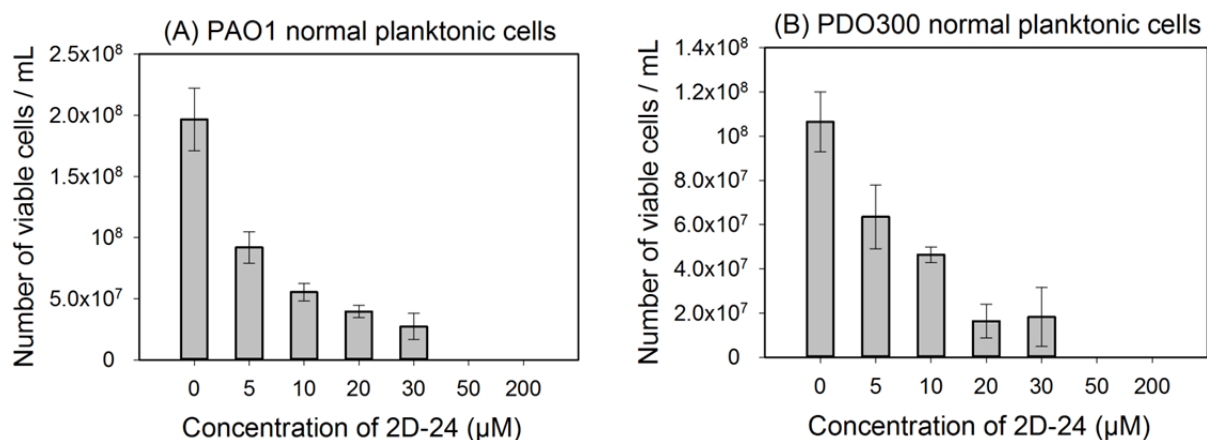 (A) PAO1 normal planktonic cells
Number of viable cells / mL
2.5x10⁸
2.0x10⁸
1.5x10⁸
10⁸
5.0x10⁷
0
0 5 10 20 30 50 200
Concentration of 2D-24 (µM)
(B) PDO300 normal planktonic cells
Number of viable cells / mL
1.4x10⁸
1.2x10⁸
10⁸
8.0x10⁷
6.0x10⁷
4.0x10⁷
2.0x10⁷
0
0 5 10 20 30 50 200
Concentration of 2D-24 (µM)